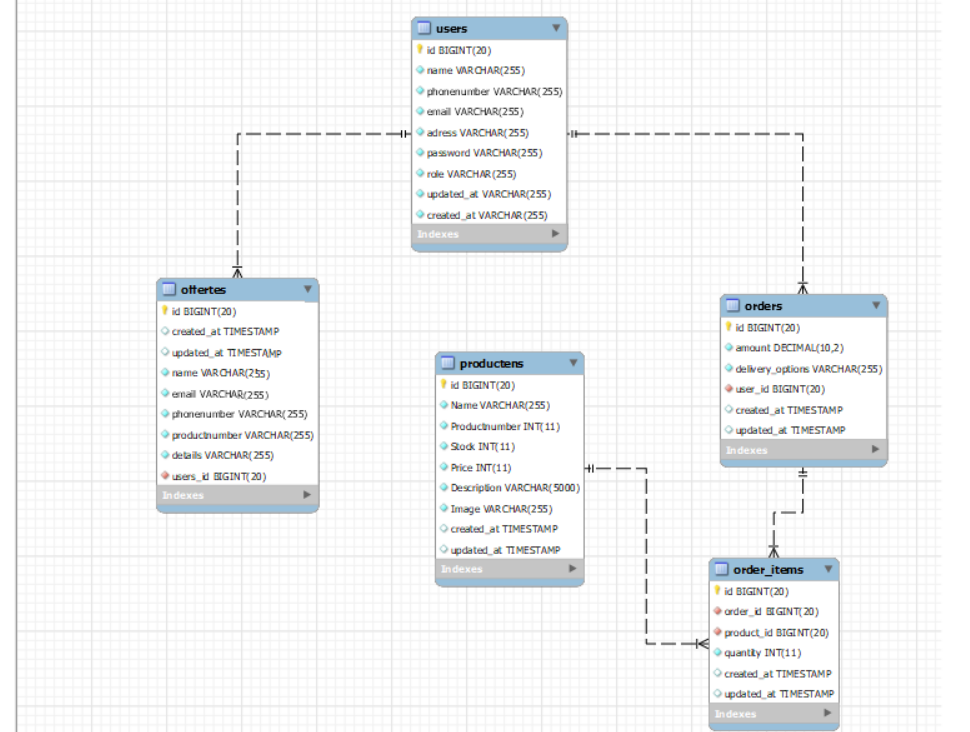 users
id BIGINT(20)
name VARCHAR(255)
phonenumber VARCHAR(255)
email VARCHAR(255)
adress VARCHAR(255)
password VARCHAR(255)
role VARCHAR(255)
updated_at VARCHAR(255)
created_at VARCHAR(255)
Indexes
offertes
id BIGINT(20)
created_at TIMESTAMP
updated_at TIMESTAMP
name VARCHAR(255)
email VARCHAR(255)
phonenumber VARCHAR(255)
productnumber VARCHAR(255)
details VARCHAR(255)
users_id BIGINT(20)
Indexes
productens
id BIGINT(20)
Name VARCHAR(255)
Productnumber INT(11)
Stock INT(11)
Price INT(11)
Description VARCHAR(5000)
Image VARCHAR(255)
created_at TIMESTAMP
updated_at TIMESTAMP
Indexes
orders
id BIGINT(20)
amount DECIMAL(10,2)
delivery_options VARCHAR(255)
user_id BIGINT(20)
created_at TIMESTAMP
updated_at TIMESTAMP
Indexes
order_items
id BIGINT(20)
order_id BIGINT(20)
product_id BIGINT(20)
quantity INT(11)
created_at TIMESTAMP
updated_at TIMESTAMP
Indexes